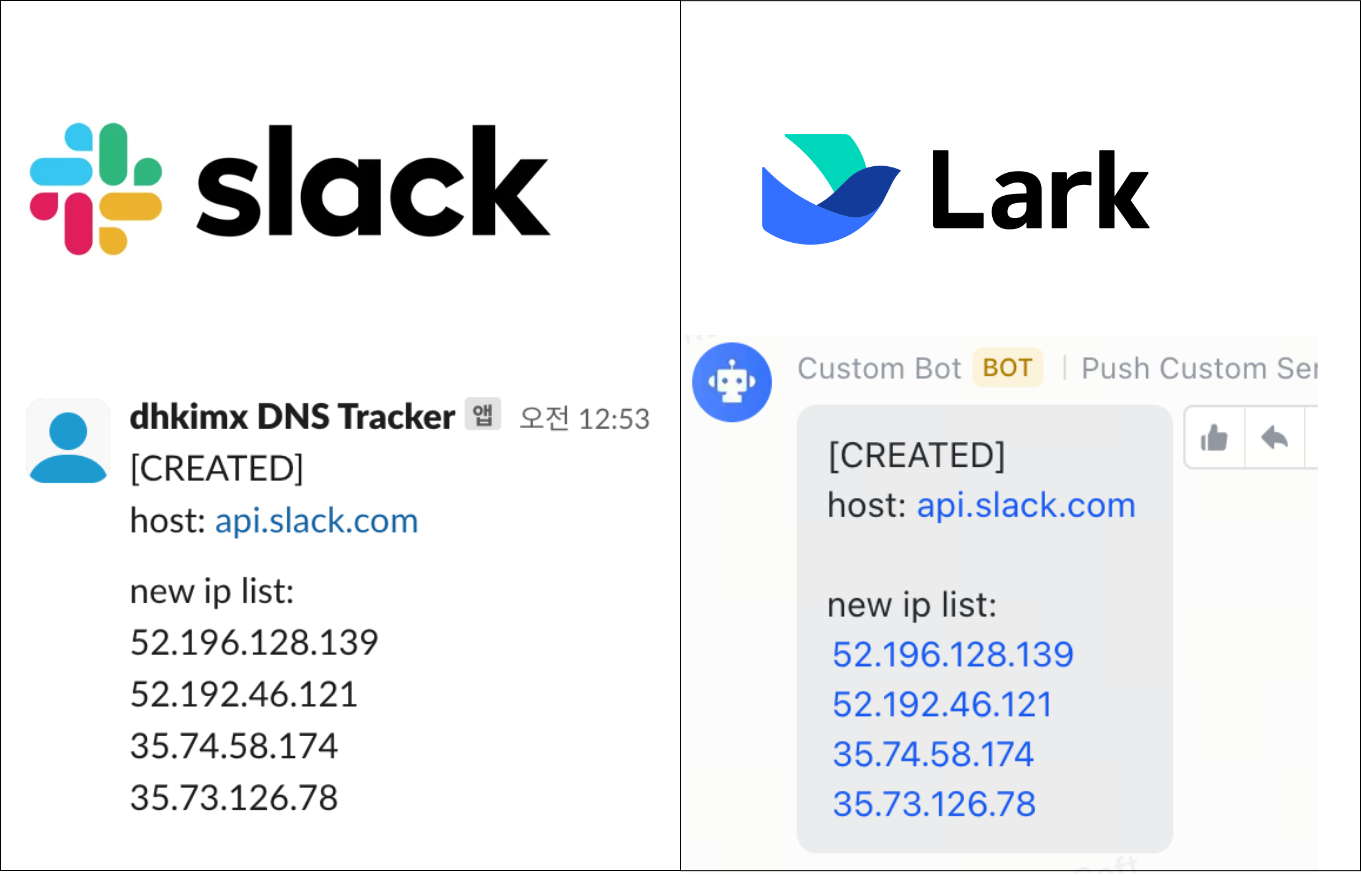 slack
dhkimx DNS Tracker 앱 오전 12:53
[CREATED]
host: api.slack.com
new ip list:
52.196.128.139
52.192.46.121
35.74.58.174
35.73.126.78
Lark
Custom Bot BOT | Push Custom Ser
[CREATED]
host: api.slack.com
new ip list:
52.196.128.139
52.192.46.121
35.74.58.174
35.73.126.78